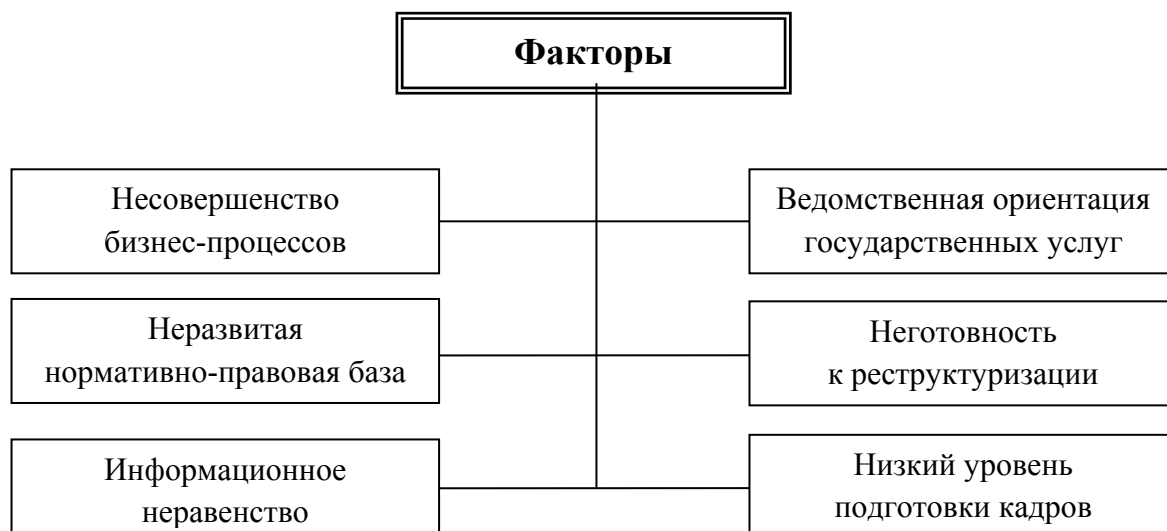 Факторы
Несовершенство
бизнес-процессов
Ведомственная ориентация
государственных услуг
Неразвитая
нормативно-правовая база
Неготовность
к реструктуризации
Информационное
неравенство
Низкий уровень
подготовки кадров